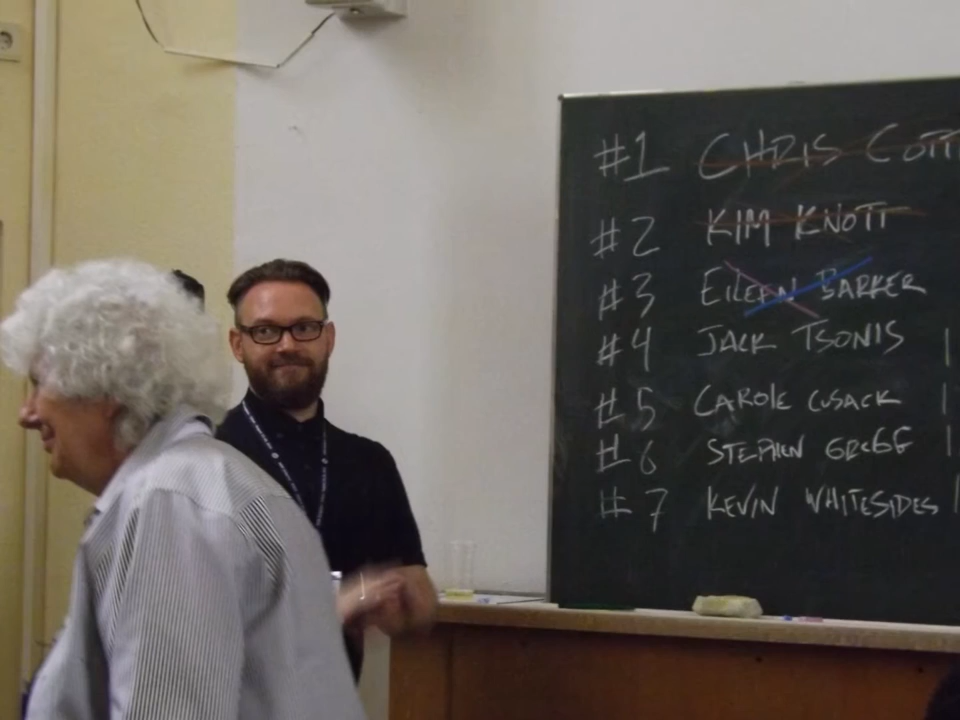 #1 CHRIS COTT
#2 KIM KNOTT
#3 EILEEN BARKER
#4 JACK TSONIS
#5 CAROLE CUSACK
#6 STEPHEN GREGG
#7 KEVIN WHITESIDES